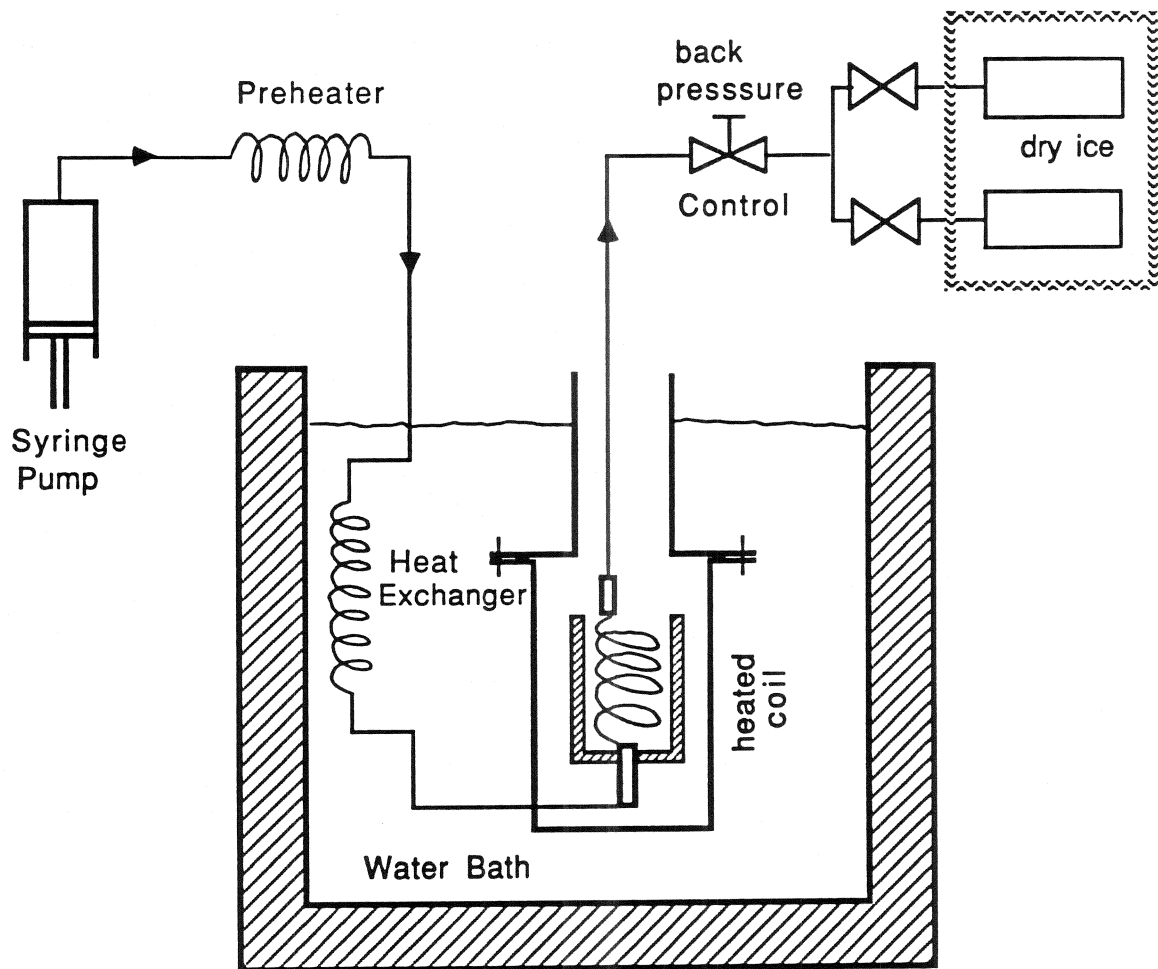 Preheater
back
presssure
Control
dry ice
Syringe
Pump
Heat
Exchanger
heated
coil
Water Bath